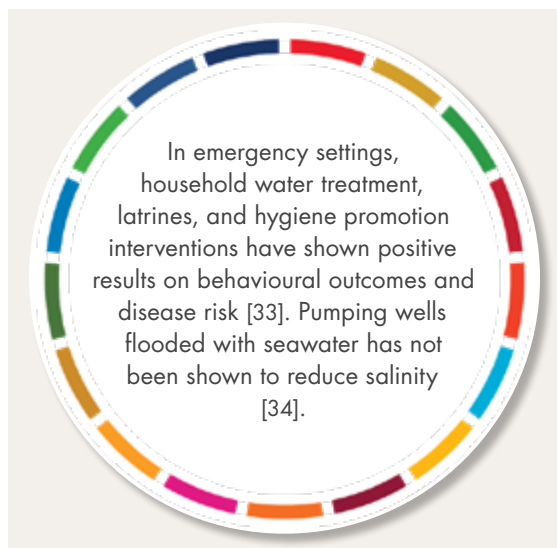 In emergency settings,
household water treatment,
latrines, and hygiene promotion
interventions have shown positive
results on behavioural outcomes and
disease risk [33]. Pumping wells
flooded with seawater has not
been shown to reduce salinity
[34].